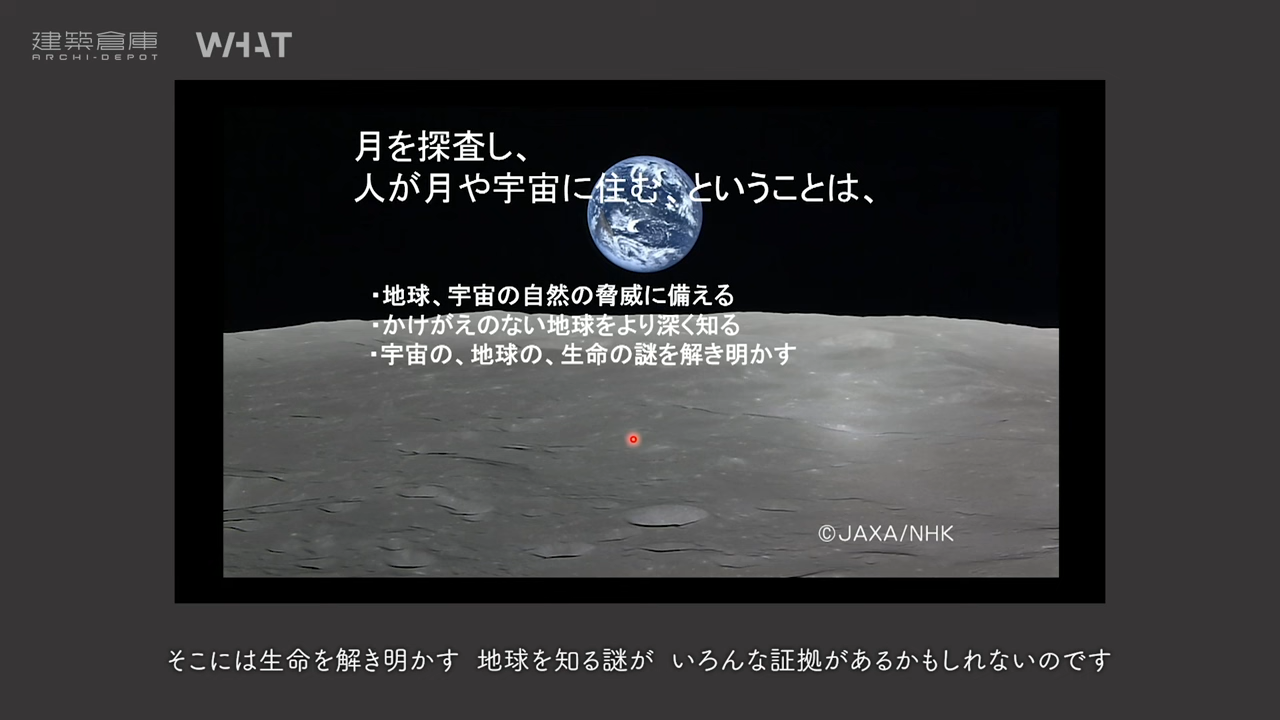 建築倉庫 WHAT
ARCHI-DEPOT
月を探査し、
人が月や宇宙に住む、ということは、
・地球、宇宙の自然の脅威に備える
・かけがえのない地球をより深く知る
・宇宙の、地球の、生命の謎を解き明かす
©JAXA/NHK
そこには生命を解き明かす 地球を知る謎が いろんな証拠があるかもしれないのです